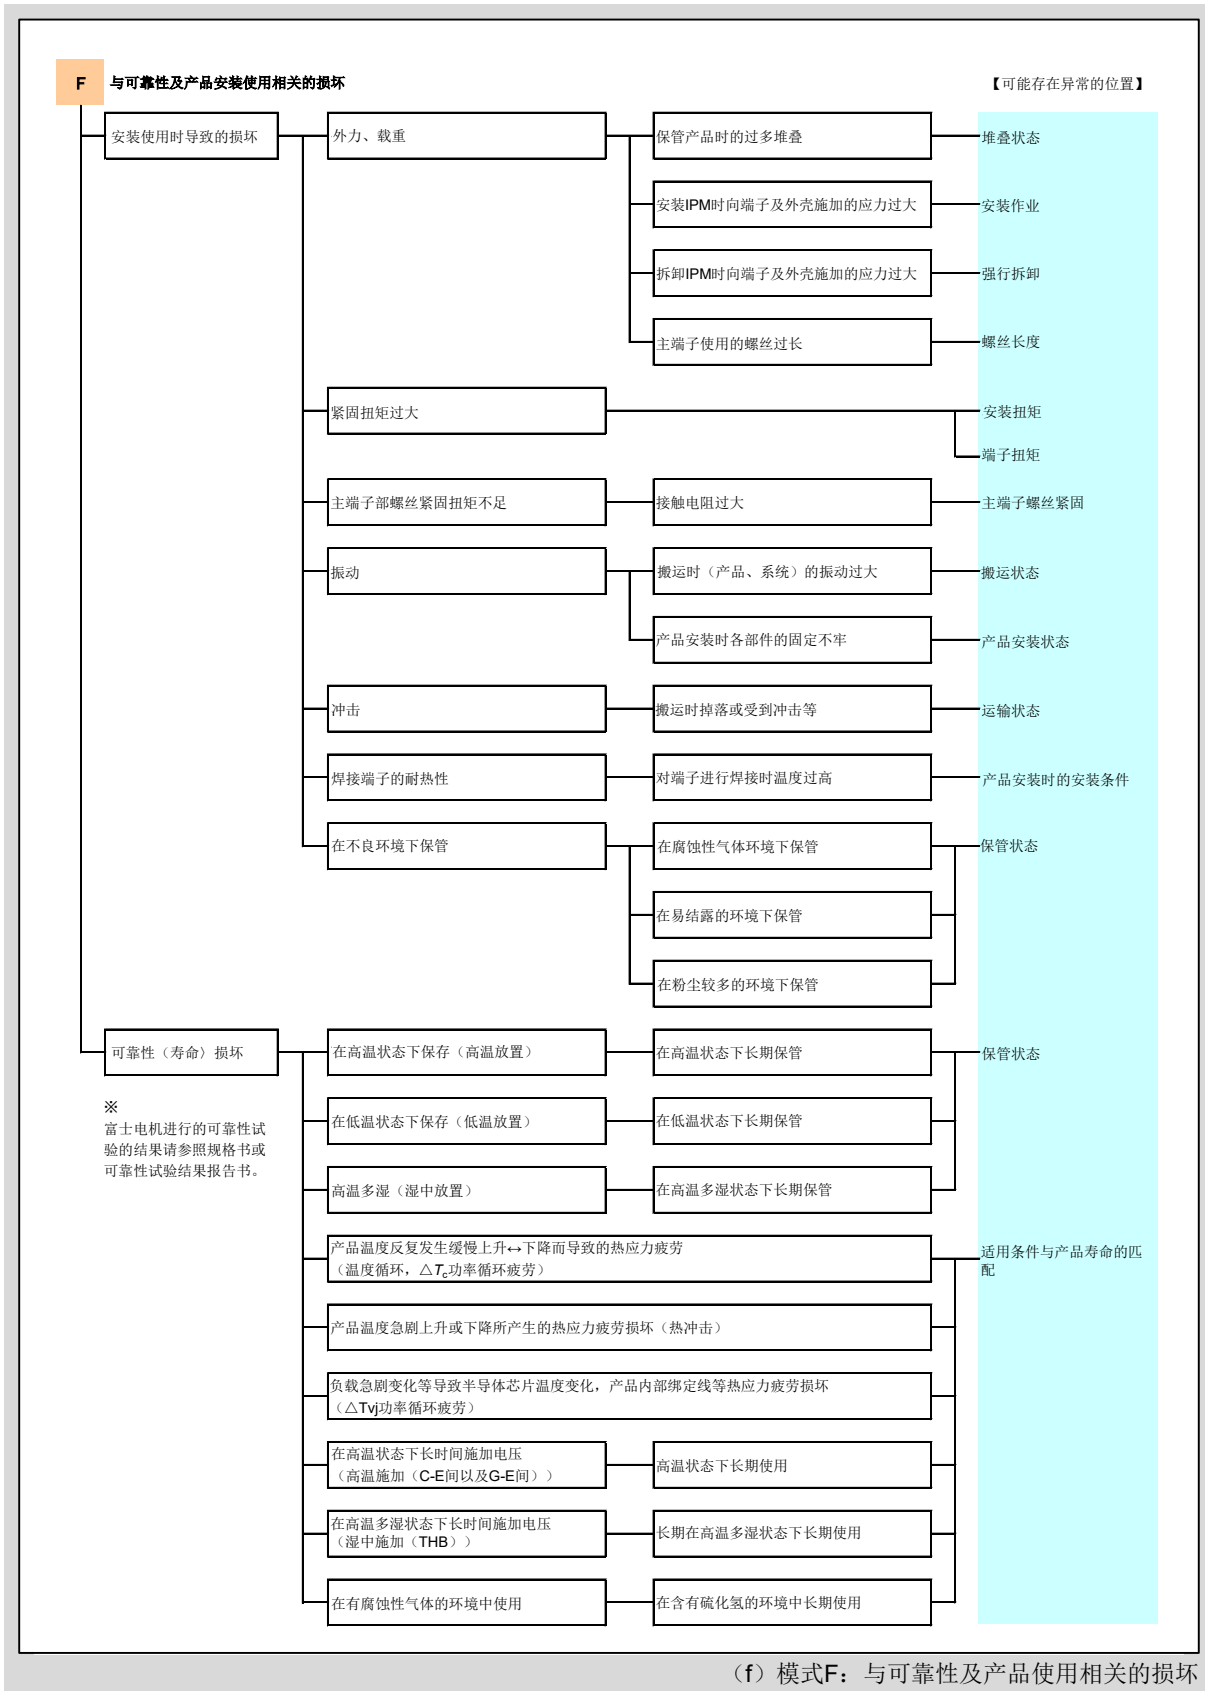 F 与可靠性及产品安装使用相关的损坏 【可能存在异常的位置】
安装使用时导致的损坏 外力、载重 保管产品时的过多堆叠 堆叠状态
安装IPM时向端子及外壳施加的应力过大 安装作业
拆卸IPM时向端子及外壳施加的应力过大 强行拆卸
主端子使用的螺丝过长 螺丝长度
紧固扭矩过大 安装扭矩
端子扭矩
主端子部螺丝紧固扭矩不足 接触电阻过大 主端子螺丝紧固
振动 搬运时（产品、系统）的振动过大 搬运状态
产品安装时各部件的固定不牢 产品安装状态
冲击 搬运时掉落或受到冲击等 运输状态
焊接端子的耐热性 对端子进行焊接时温度过高 产品安装时的安装条件
在不良环境下保管 在腐蚀性气体环境下保管 保管状态
在易结露的环境下保管
在粉尘较多的环境下保管
可靠性（寿命）损坏 在高温状态下保存（高温放置） 在高温状态下长期保管 保管状态
※
富士电机进行的可靠性试
验的结果请参照规格书或
可靠性试验结果报告书。
在低温状态下保存（低温放置） 在低温状态下长期保管
高温多湿（湿中放置） 在高温多湿状态下长期保管
产品温度反复发生缓慢上升↔下降而导致的热应力疲劳
（温度循环，△Tc功率循环疲劳）
适用条件与产品寿命的匹
配
产品温度急剧上升或下降所产生的热应力疲劳损坏（热冲击）
负载急剧变化等导致半导体芯片温度变化，产品内部绑定线等热应力疲劳损坏
（△Tvj功率循环疲劳）
在高温状态下长时间施加电压
（高温施加（C-E间以及G-E间））
高温状态下长期使用
在高温多湿状态下长时间施加电压
（湿中施加（THB））
长期在高温多湿状态下长期使用
在有腐蚀性气体的环境中使用 在含有硫化氢的环境中长期使用
（f）模式F：与可靠性及产品使用相关的损坏